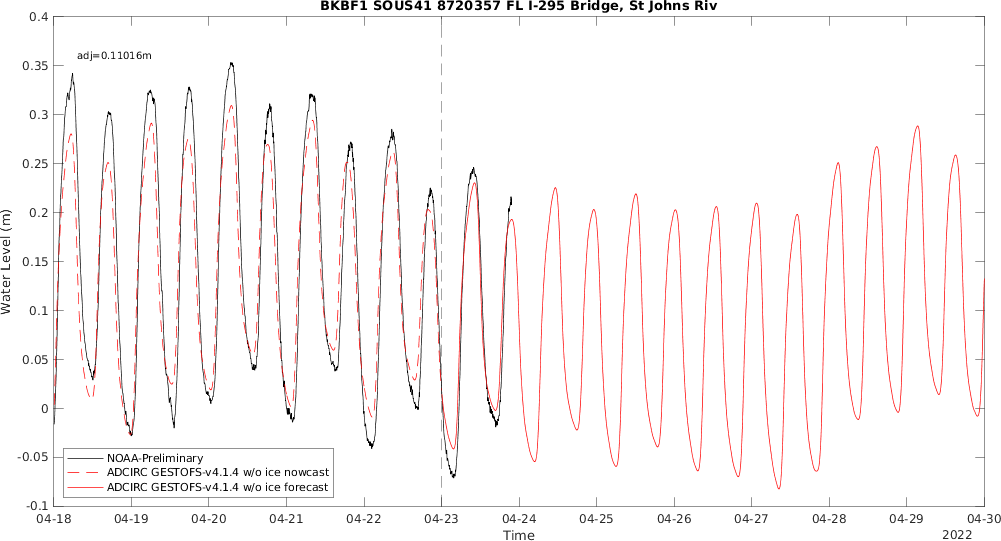 BKBF1 SOUS41 8720357 FL I-295 Bridge, St Johns Riv
adj=0.11016m
0.4
0.35
0.3
0.25
0.2
0.15
0.1
0.05
0
-0.05
-0.1
Water Level (m)
NOAA-Preliminary
ADCIRC GESTOFS-v4.1.4 w/o ice nowcast
ADCIRC GESTOFS-v4.1.4 w/o ice forecast
04-18 04-19 04-20 04-21 04-22 04-23 04-24 04-25 04-26 04-27 04-28 04-29 04-30
Time
2022